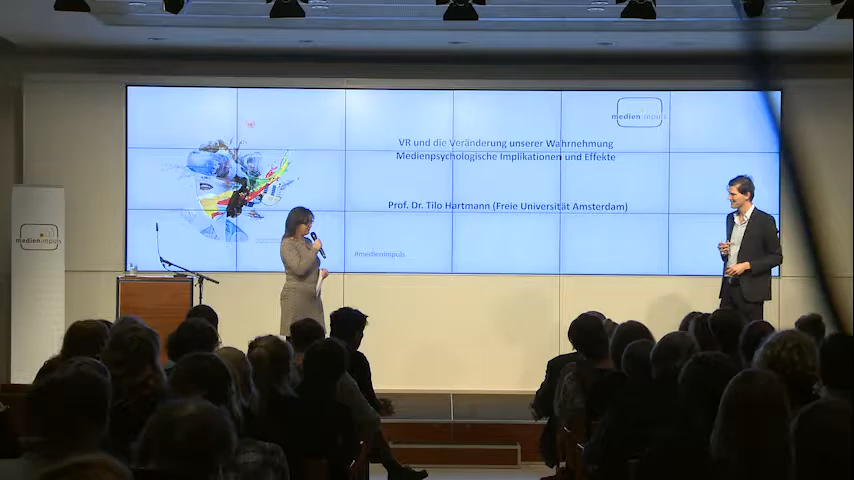 medien impuls
VR und die Veränderung unserer Wahrnehmung
Medienpsychologische Implikationen und Effekte
Prof. Dr. Tilo Hartmann (Freie Universität Amsterdam)
#medienimpuls
medien impuls